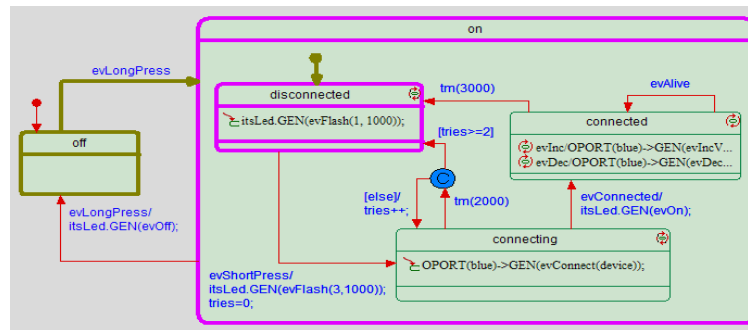 on
evLongPress
disconnected
itsLed.GEN(evFlash(1, 1000));
tm(3000)
evAlive
connected
evInc/OPORT(blue)->GEN(evIncV...
evDec/OPORT(blue)->GEN(evDec...
off
[tries>=2]
C
[else]/
tries++;
tm(2000)
evConnected/
itsLed.GEN(evOn);
evLongPress/
itsLed.GEN(evOff);
connecting
OPORT(blue)->GEN(evConnect(device));
evShortPress/
itsLed.GEN(evFlash(3,1000));
tries=0;